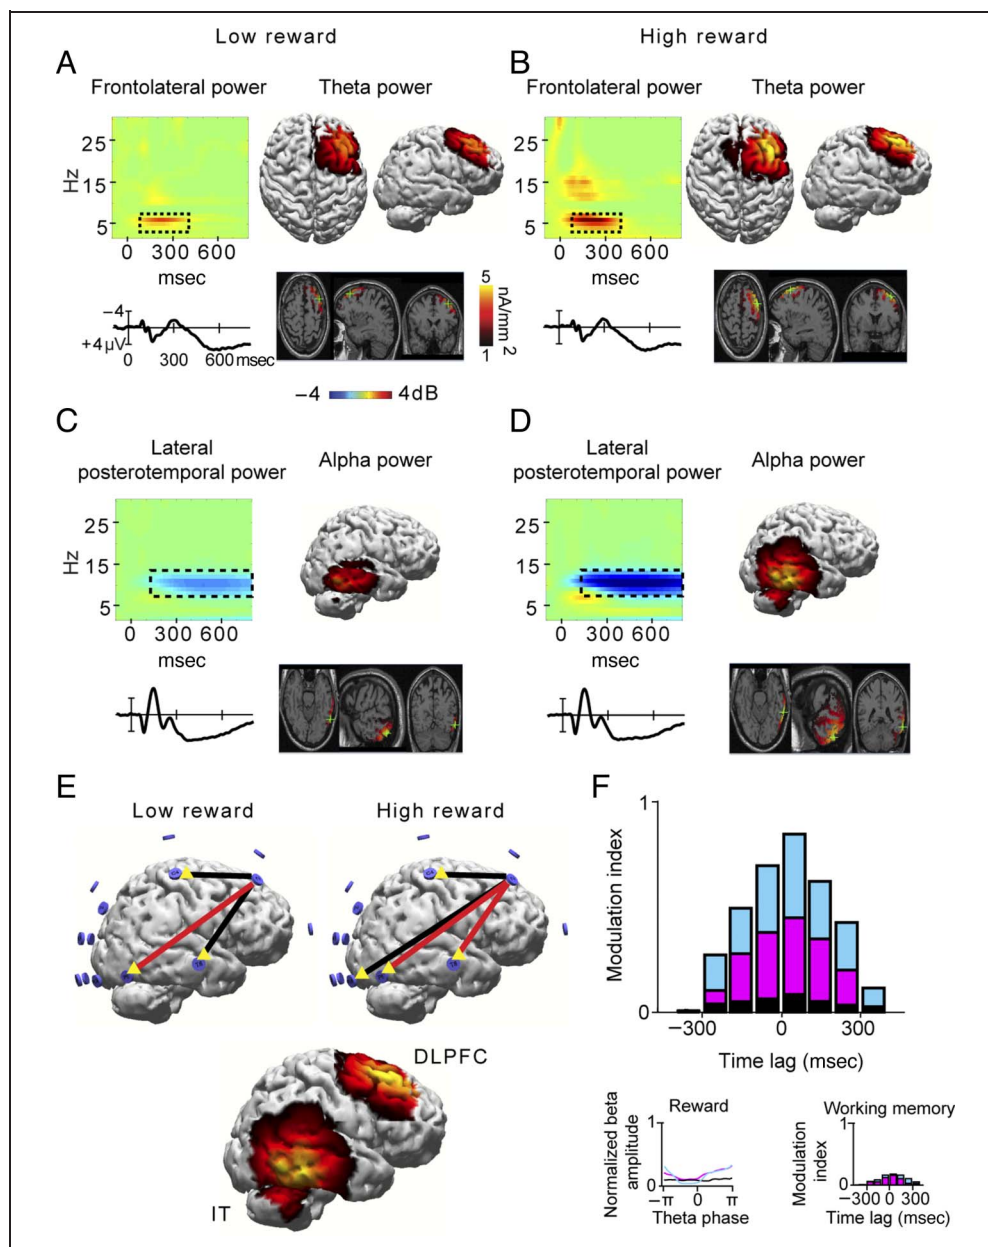 Low reward
High reward
A
B
Frontolateral power
Theta power
Frontolateral power
Theta power
25
15
5
Hz
0 300 600
msec
25
15
5
0 300 600
msec
−4
+4 μV
0 300 600 msec
5
1
nA/mm2
−4 4dB
C
D
Lateral
posterotemporal power
Alpha power
Lateral
posterotemporal power
Alpha power
25
15
5
Hz
0 300 600
msec
25
15
5
0 300 600
msec
E
F
Low reward
High reward
DLPFC
IT
1
0
Modulation index
−300 0 300
Time lag (msec)
Reward
Normalized beta
amplitude
1
0
−π 0 π
Theta phase
Working memory
Modulation
index
1
0
−300 0 300
Time lag (msec)